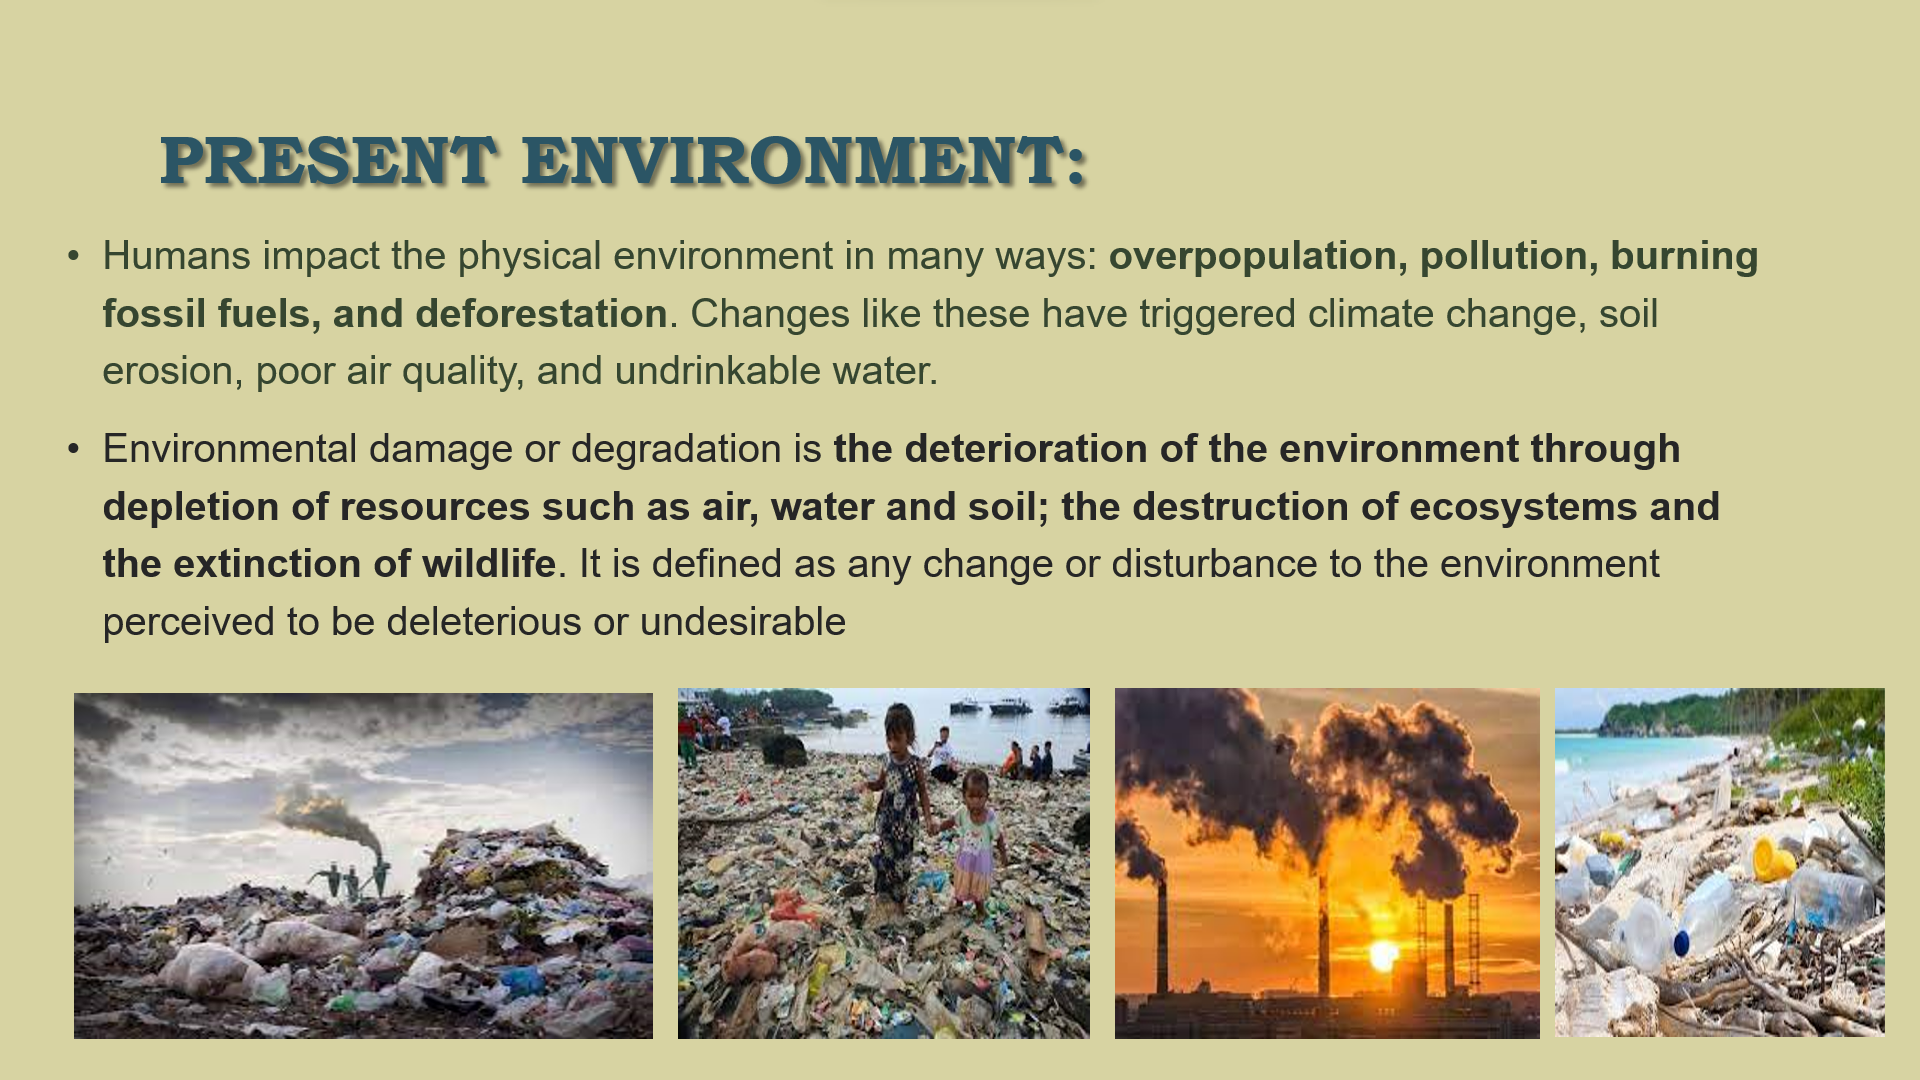 PRESENT ENVIRONMENT:
• Humans impact the physical environment in many ways: overpopulation, pollution, burning
fossil fuels, and deforestation. Changes like these have triggered climate change, soil
erosion, poor air quality, and undrinkable water.
• Environmental damage or degradation is the deterioration of the environment through
depletion of resources such as air, water and soil; the destruction of ecosystems and
the extinction of wildlife. It is defined as any change or disturbance to the environment
perceived to be deleterious or undesirable